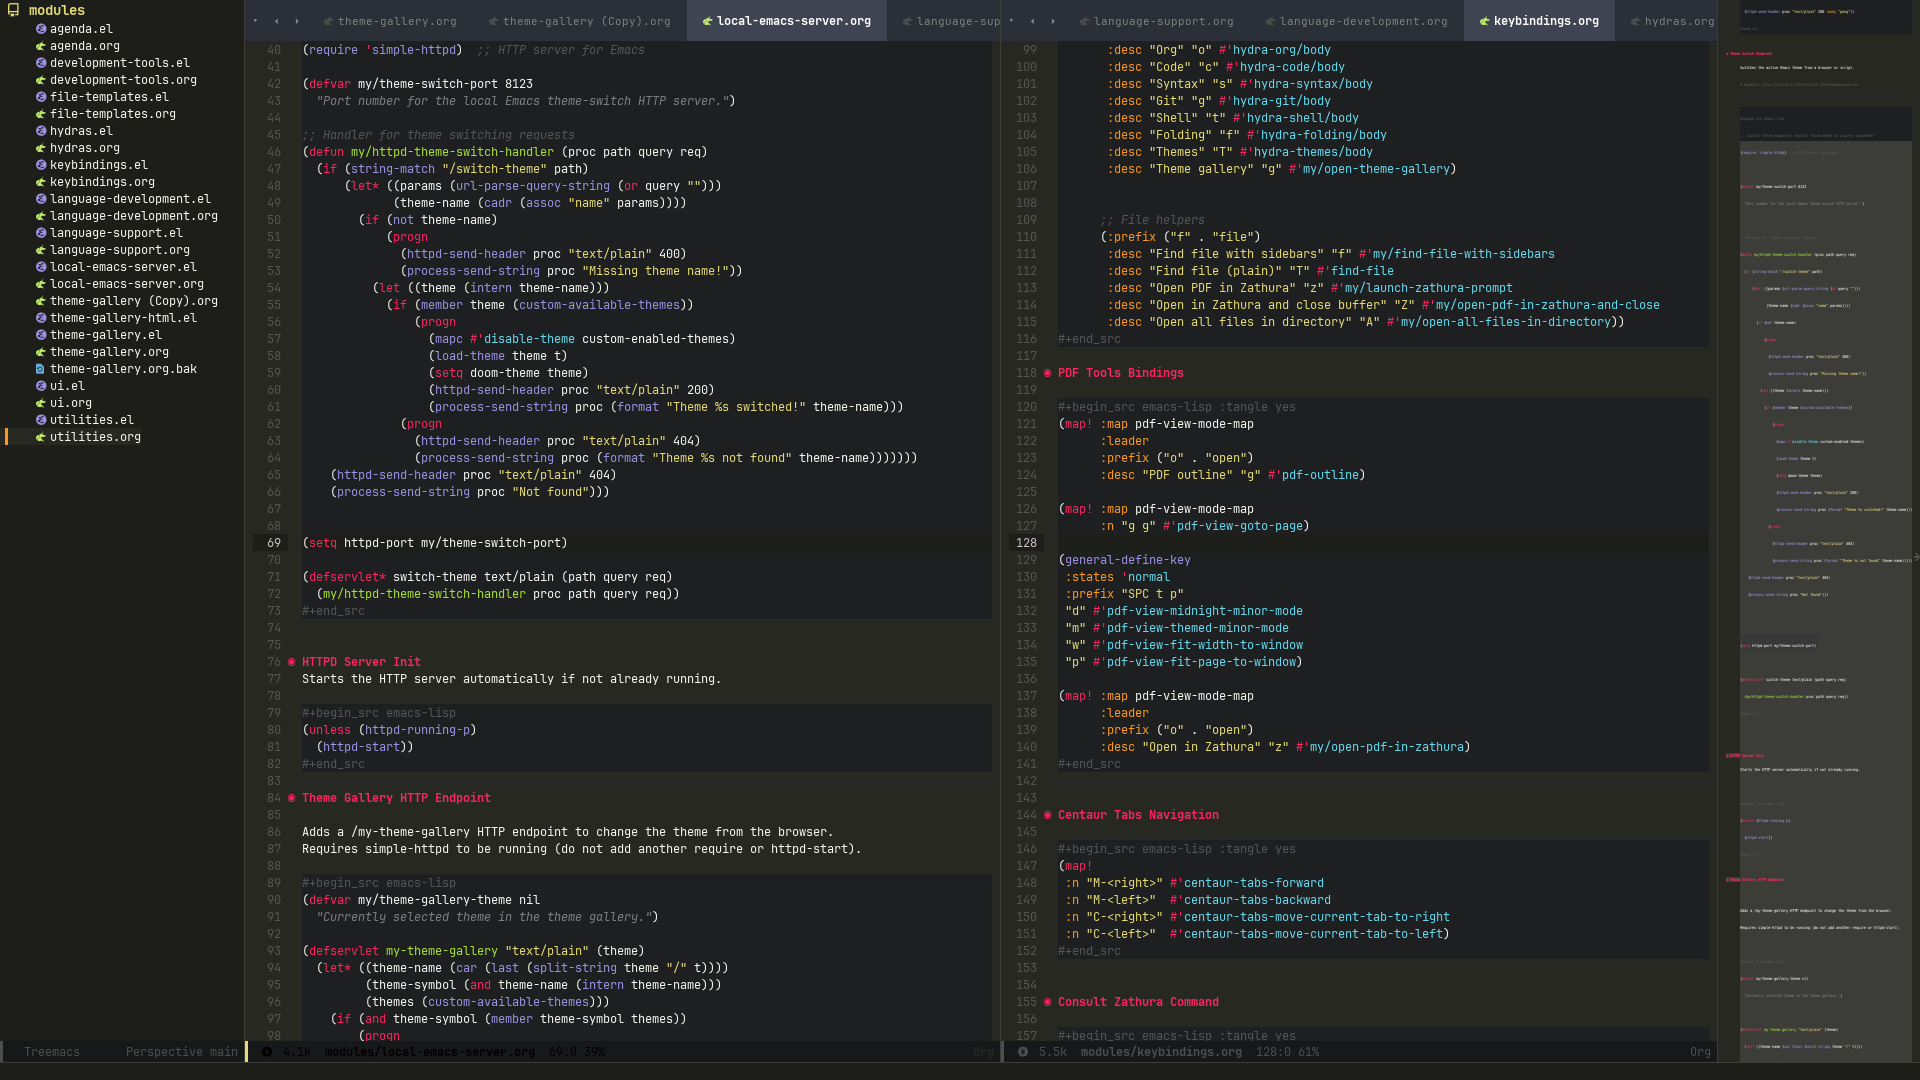 modules
agenda.el
agenda.org
development-tools.el
development-tools.org
file-templates.el
file-templates.org
hydras.el
hydras.org
keybindings.el
keybindings.org
language-development.el
language-development.org
language-support.el
language-support.org
local-emacs-server.el
local-emacs-server.org
theme-gallery (Copy).org
theme-gallery-html.el
theme-gallery.el
theme-gallery.org
theme-gallery.org.bak
ui.el
ui.org
utilities.el
utilities.org
Treemacs Perspective main
theme-gallery.org theme-gallery (Copy).org local-emacs-server.org language-sup
40 (require 'simple-httpd)  ;; HTTP server for Emacs
41
42 (defvar my/theme-switch-port 8123
43   "Port number for the local Emacs theme-switch HTTP server.")
44
45 ;; Handler for theme switching requests
46 (defun my/httpd-theme-switch-handler (proc path query req)
47   (if (string-match "/switch-theme" path)
48       (let* ((params (url-parse-query-string (or query "")))
49              (theme-name (cadr (assoc "name" params))))
50         (if (not theme-name)
51             (progn
52               (httpd-send-header proc "text/plain" 400)
53               (process-send-string proc "Missing theme name!"))
54           (let ((theme (intern theme-name)))
55             (if (member theme (custom-available-themes))
56                 (progn
57                   (mapc #'disable-theme custom-enabled-themes)
58                   (load-theme theme t)
59                   (setq doom-theme theme)
60                   (httpd-send-header proc "text/plain" 200)
61                   (process-send-string proc (format "Theme %s switched!" theme-name)))
62               (progn
63                 (httpd-send-header proc "text/plain" 404)
64                 (process-send-string proc (format "Theme %s not found" theme-name)))))))
65     (httpd-send-header proc "text/plain" 404)
66     (process-send-string proc "Not found")))
67
68
69 (setq httpd-port my/theme-switch-port)
70
71 (defservlet* switch-theme text/plain (path query req)
72   (my/httpd-theme-switch-handler proc path query req))
73 #+end_src
74
75
76 ◉ HTTPD Server Init
77 Starts the HTTP server automatically if not already running.
78
79 #+begin_src emacs-lisp
80 (unless (httpd-running-p)
81   (httpd-start))
82 #+end_src
83
84 ◉ Theme Gallery HTTP Endpoint
85
86 Adds a /my-theme-gallery HTTP endpoint to change the theme from the browser.
87 Requires simple-httpd to be running (do not add another require or httpd-start).
88
89 #+begin_src emacs-lisp
90 (defvar my/theme-gallery-theme nil
91   "Currently selected theme in the theme gallery.")
92
93 (defservlet my-theme-gallery "text/plain" (theme)
94   (let* ((theme-name (car (last (split-string theme "/" t))))
95          (theme-symbol (and theme-name (intern theme-name)))
96          (themes (custom-available-themes)))
97     (if (and theme-symbol (member theme-symbol themes))
98         (progn
4.1k modules/local-emacs-server.org 69:0 39% Org
language-support.org language-development.org keybindings.org hydras.org
99        :desc "Org" "o" #'hydra-org/body
100        :desc "Code" "c" #'hydra-code/body
101        :desc "Syntax" "s" #'hydra-syntax/body
102        :desc "Git" "g" #'hydra-git/body
103        :desc "Shell" "t" #'hydra-shell/body
104        :desc "Folding" "f" #'hydra-folding/body
105        :desc "Themes" "T" #'hydra-themes/body
106        :desc "Theme gallery" "g" #'my/open-theme-gallery)
107
108
109       ;; File helpers
110       (:prefix ("f" . "file")
111        :desc "Find file with sidebars" "f" #'my/find-file-with-sidebars
112        :desc "Find file (plain)" "T" #'find-file
113        :desc "Open PDF in Zathura" "z" #'my/launch-zathura-prompt
114        :desc "Open in Zathura and close buffer" "Z" #'my/open-pdf-in-zathura-and-close
115        :desc "Open all files in directory" "A" #'my/open-all-files-in-directory))
116 #+end_src
117
118 ◉ PDF Tools Bindings
119
120 #+begin_src emacs-lisp :tangle yes
121 (map! :map pdf-view-mode-map
122       :leader
123       :prefix ("o" . "open")
124       :desc "PDF outline" "g" #'pdf-outline)
125
126 (map! :map pdf-view-mode-map
127       :n "g g" #'pdf-view-goto-page)
128
129 (general-define-key
130  :states 'normal
131  :prefix "SPC t p"
132  "d" #'pdf-view-midnight-minor-mode
133  "m" #'pdf-view-themed-minor-mode
134  "w" #'pdf-view-fit-width-to-window
135  "p" #'pdf-view-fit-page-to-window)
136
137 (map! :map pdf-view-mode-map
138       :leader
139       :prefix ("o" . "open")
140       :desc "Open in Zathura" "z" #'my/open-pdf-in-zathura)
141 #+end_src
142
143
144 ◉ Centaur Tabs Navigation
145
146 #+begin_src emacs-lisp :tangle yes
147 (map!
148  :n "M-<right>" #'centaur-tabs-forward
149  :n "M-<left>"  #'centaur-tabs-backward
150  :n "C-<right>" #'centaur-tabs-move-current-tab-to-right
151  :n "C-<left>"  #'centaur-tabs-move-current-tab-to-left)
152 #+end_src
153
154
155 ◉ Consult Zathura Command
156
157 #+begin_src emacs-lisp :tangle yes
5.5k modules/keybindings.org 128:0 61% Org